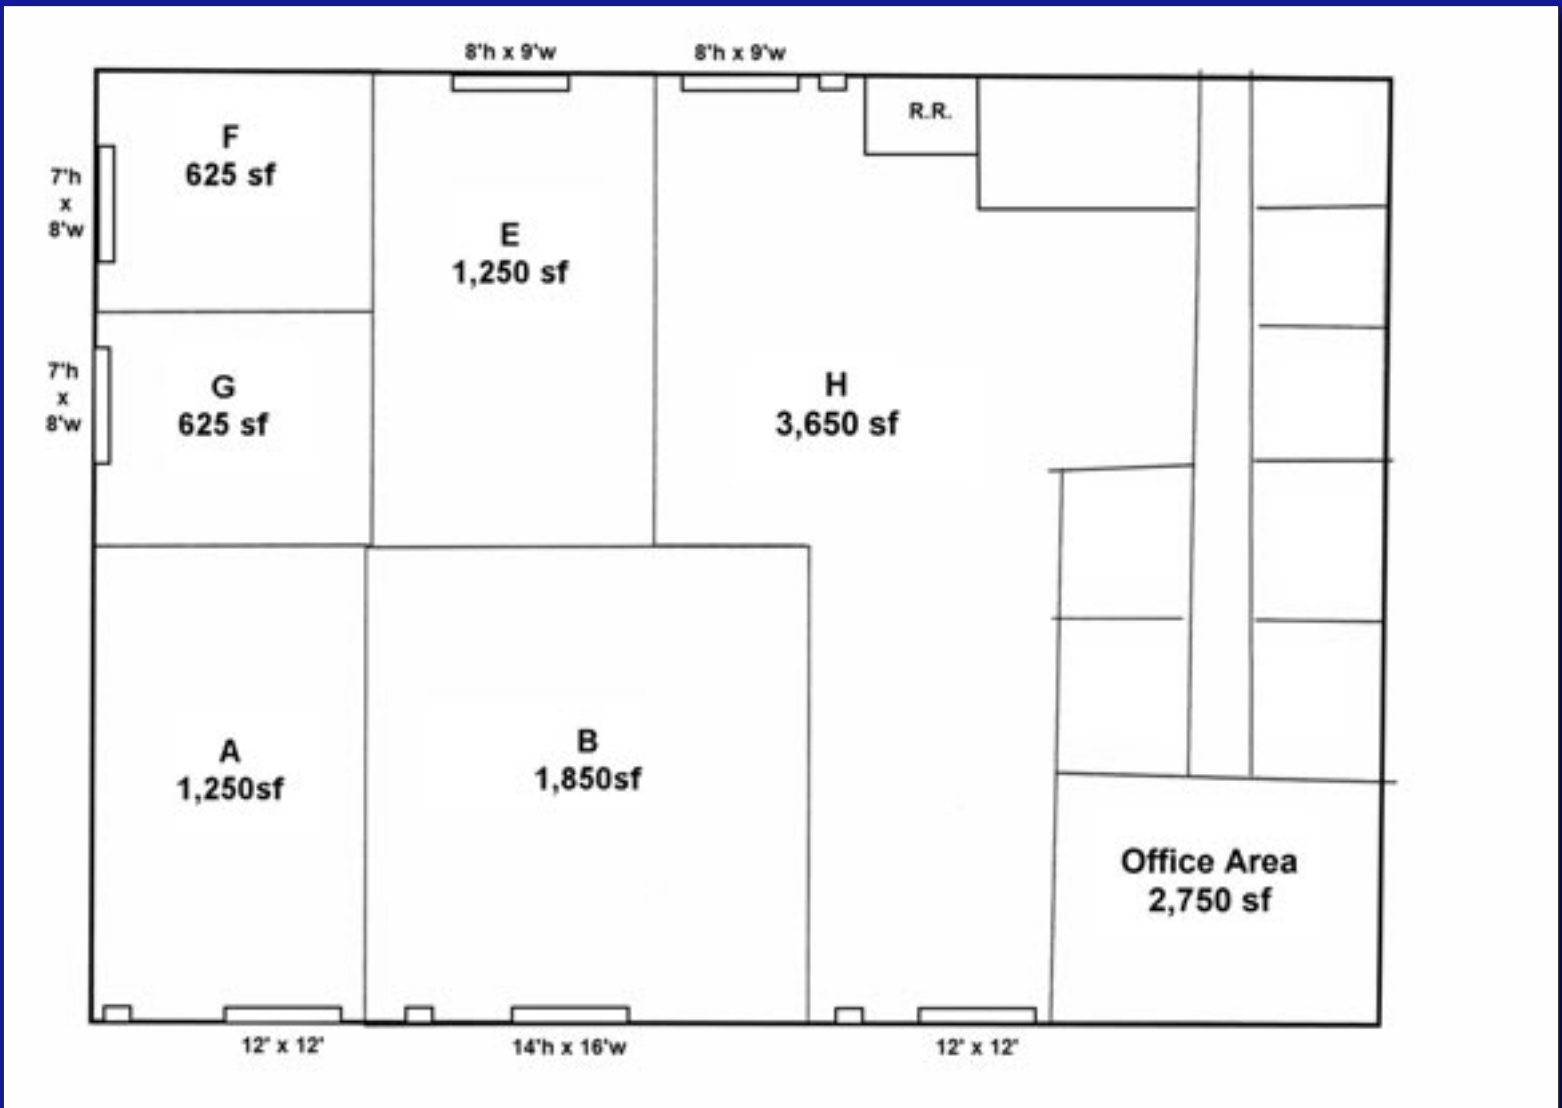 8'h x 9'w
8'h x 9'w
R.R.
F
625 sf
7'h
x
8'w
E
1,250 sf
7'h
x
8'w
G
625 sf
H
3,650 sf
A
1,250sf
B
1,850sf
Office Area
2,750 sf
12' x 12'
14'h x 16'w
12' x 12'